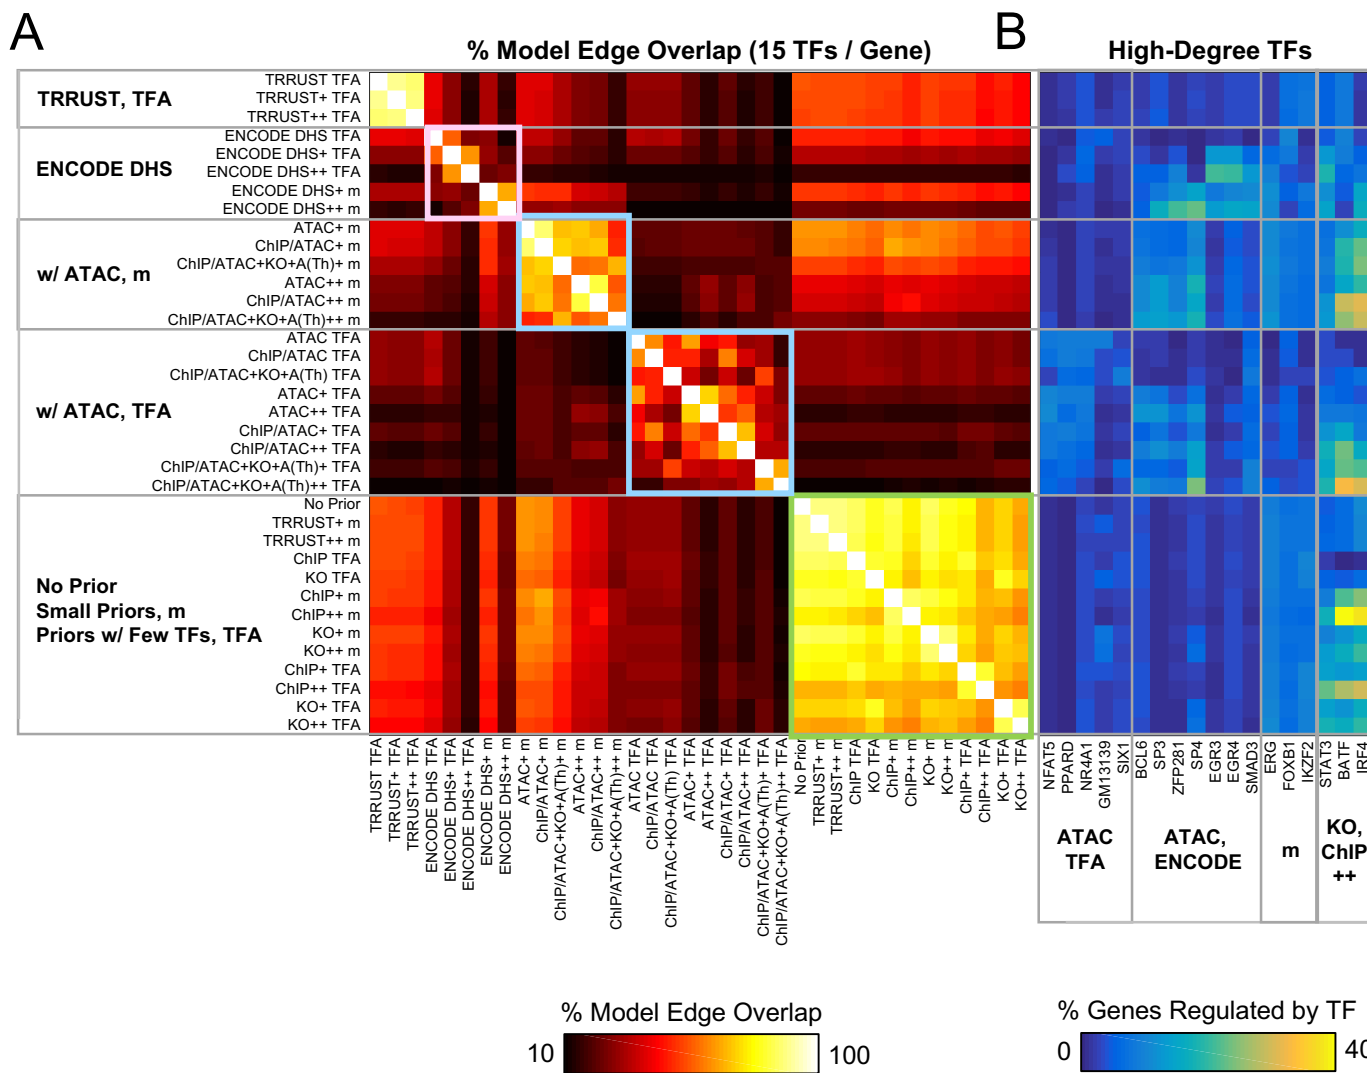 A
B
% Model Edge Overlap (15 TFs / Gene)
High-Degree TFs
TRRUST, TFA
TRRUST TFA
TRRUST+ TFA
TRRUST++ TFA
ENCODE DHS
ENCODE DHS TFA
ENCODE DHS+ TFA
ENCODE DHS++ TFA
ENCODE DHS+ m
ENCODE DHS++ m
w/ ATAC, m
ATAC+ m
ChIP/ATAC+ m
ChIP/ATAC+KO+A(Th)+ m
ATAC++ m
ChIP/ATAC++ m
ChIP/ATAC+KO+A(Th)++ m
w/ ATAC, TFA
ATAC TFA
ChIP/ATAC TFA
ChIP/ATAC+KO+A(Th) TFA
ATAC+ TFA
ATAC++ TFA
ChIP/ATAC+ TFA
ChIP/ATAC++ TFA
ChIP/ATAC+KO+A(Th)+ TFA
ChIP/ATAC+KO+A(Th)++ TFA
No Prior
Small Priors, m
Priors w/ Few TFs, TFA
No Prior
TRRUST+ m
TRRUST++ m
ChIP TFA
KO TFA
ChIP+ m
ChIP++ m
KO+ m
KO++ m
ChIP+ TFA
ChIP++ TFA
KO+ TFA
KO++ TFA
TRRUST TFA
TRRUST+ TFA
TRRUST++ TFA
ENCODE DHS TFA
ENCODE DHS+ TFA
ENCODE DHS++ TFA
ENCODE DHS+ m
ENCODE DHS++ m
ATAC+ m
ChIP/ATAC+ m
ChIP/ATAC+KO+A(Th)+ m
ATAC++ m
ChIP/ATAC++ m
ChIP/ATAC+KO+A(Th)++ m
ATAC TFA
ChIP/ATAC TFA
ChIP/ATAC+KO+A(Th) TFA
ATAC+ TFA
ATAC++ TFA
ChIP/ATAC+ TFA
ChIP/ATAC++ TFA
ChIP/ATAC+KO+A(Th)+ TFA
ChIP/ATAC+KO+A(Th)++ TFA
No Prior
TRRUST+ m
TRRUST++ m
ChIP TFA
KO TFA
ChIP+ m
ChIP++ m
KO+ m
KO++ m
ChIP+ TFA
ChIP++ TFA
KO+ TFA
KO++ TFA
NFAT5
PPARD
NR4A1
GM13139
SIX1
BCL6
SP3
ZFP281
SP4
EGR3
EGR4
SMAD3
ERG
FOXB1
IKZF2
STAT3
BATF
IRF4
ATAC
TFA
ATAC,
ENCODE
m
KO,
ChIP
++
% Model Edge Overlap
10
100
% Genes Regulated by TF
0
40